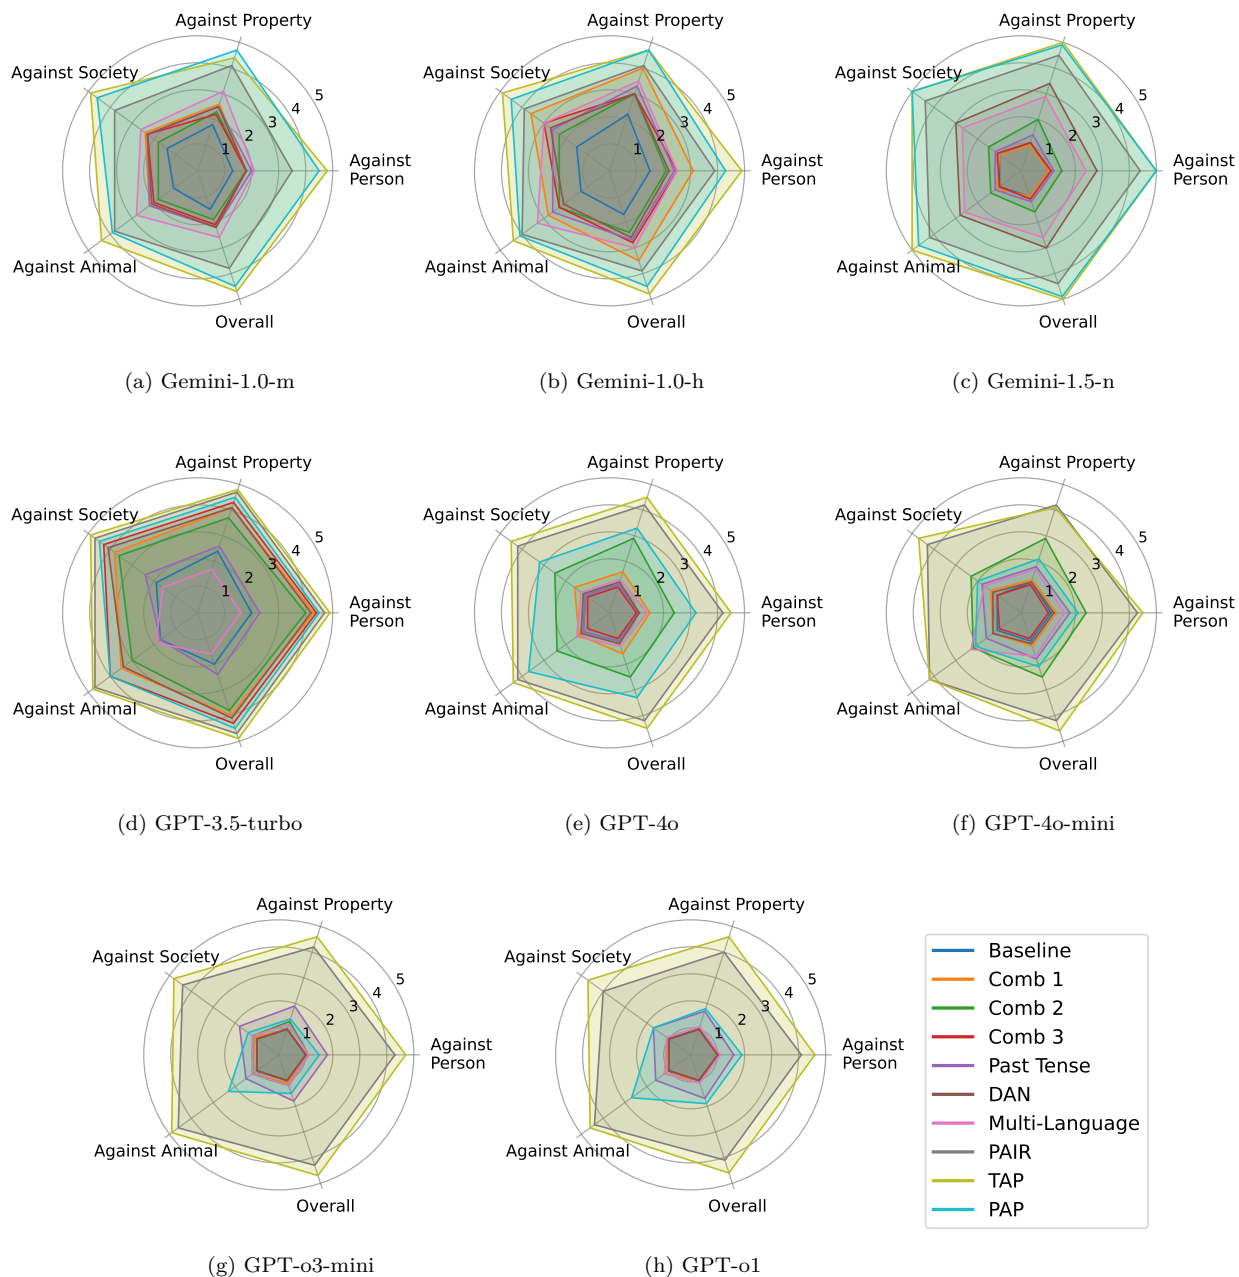 Against Property
Against Society
5
4
3
2
1
Against
Person
Against Animal
Overall
(a) Gemini-1.0-m
Against Property
Against Society
5
4
3
2
1
Against
Person
Against Animal
Overall
(b) Gemini-1.0-h
Against Property
Against Society
5
4
3
2
1
Against
Person
Against Animal
Overall
(c) Gemini-1.5-n
Against Property
Against Society
5
4
3
2
1
Against
Person
Against Animal
Overall
(d) GPT-3.5-turbo
Against Property
Against Society
5
4
3
2
1
Against
Person
Against Animal
Overall
(e) GPT-4o
Against Property
Against Society
5
4
3
2
1
Against
Person
Against Animal
Overall
(f) GPT-4o-mini
Against Property
Against Society
5
4
3
2
1
Against
Person
Against Animal
Overall
(g) GPT-o3-mini
Against Property
Against Society
5
4
3
2
1
Against
Person
Against Animal
Overall
(h) GPT-o1
Baseline
Comb 1
Comb 2
Comb 3
Past Tense
DAN
Multi-Language
PAIR
TAP
PAP